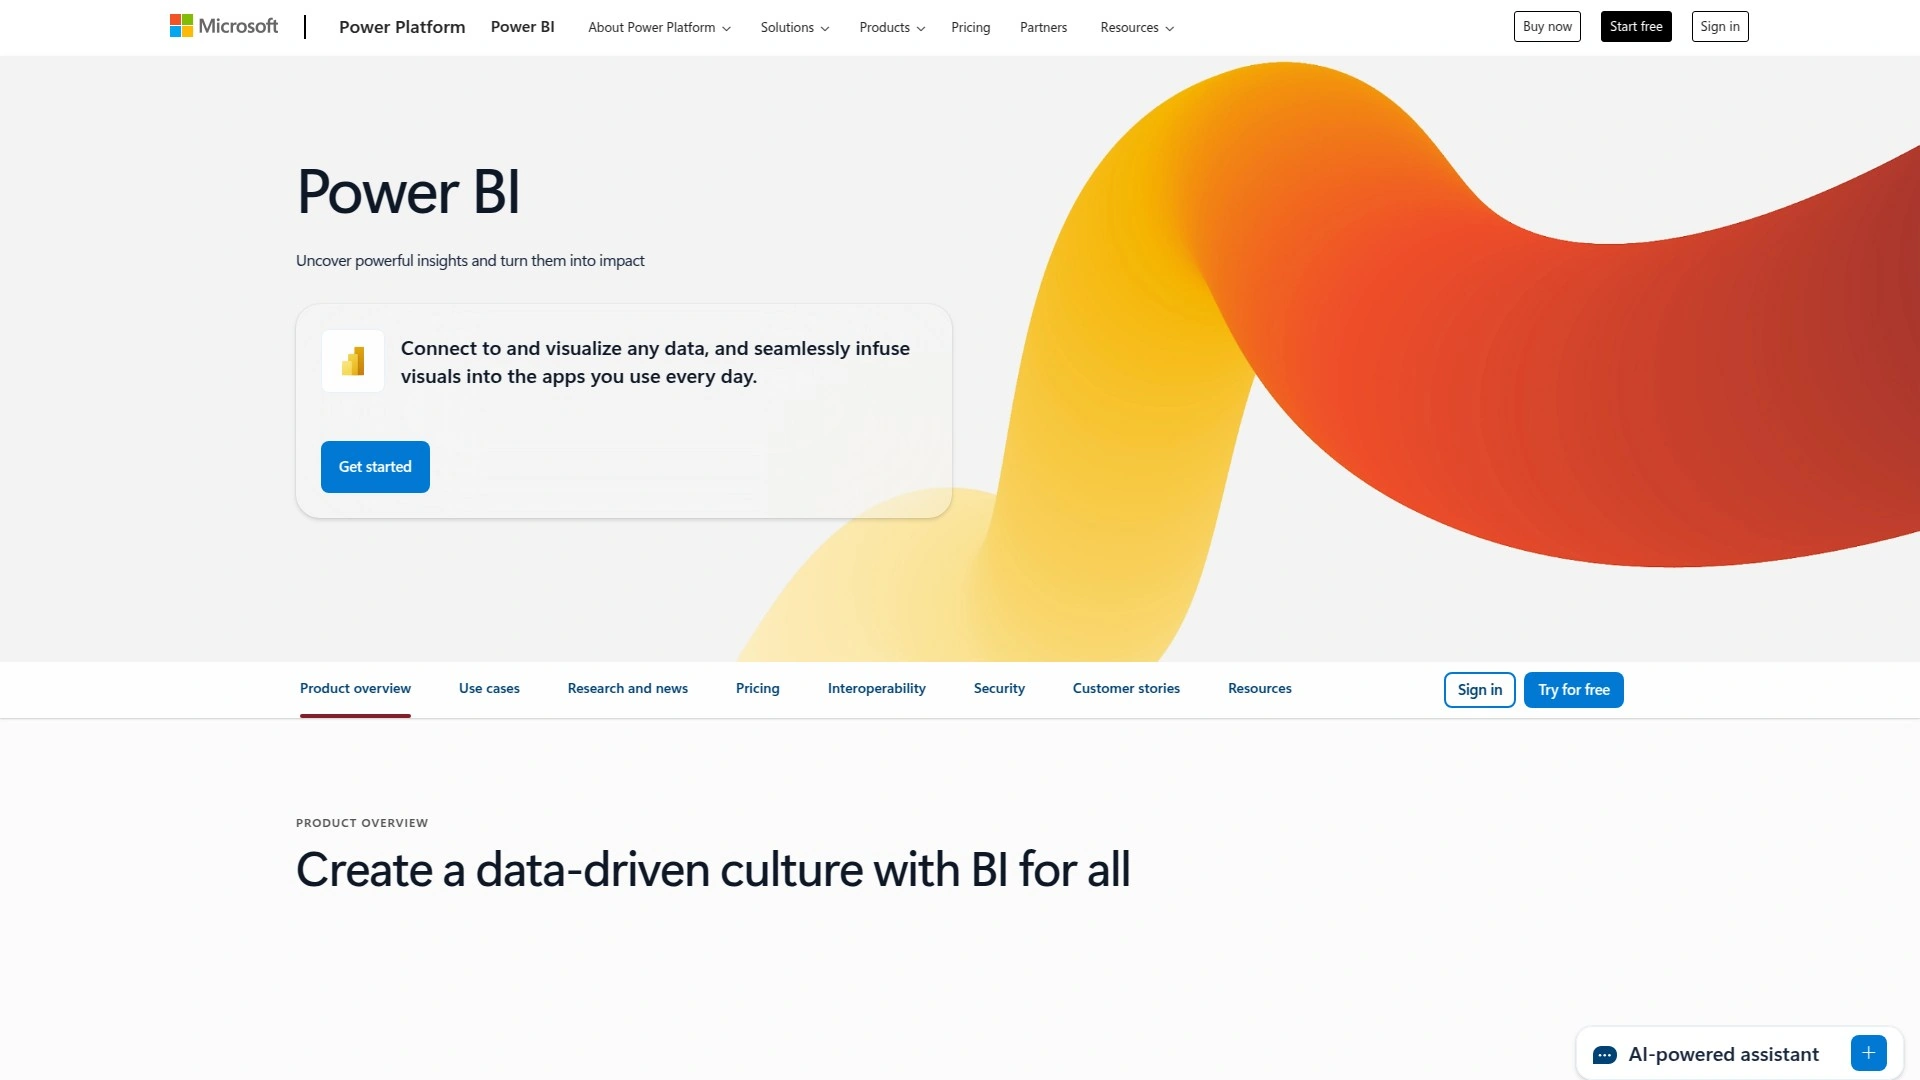 Microsoft
Power Platform
Power BI
About Power Platform
Solutions
Products
Pricing
Partners
Resources
Buy now
Start free
Sign in
Power BI
Uncover powerful insights and turn them into impact
Connect to and visualize any data, and seamlessly infuse
visuals into the apps you use every day.
Get started
Product overview
Use cases
Research and news
Pricing
Interoperability
Security
Customer stories
Resources
Sign in
Try for free
PRODUCT OVERVIEW
Create a data-driven culture with BI for all
AI-powered assistant